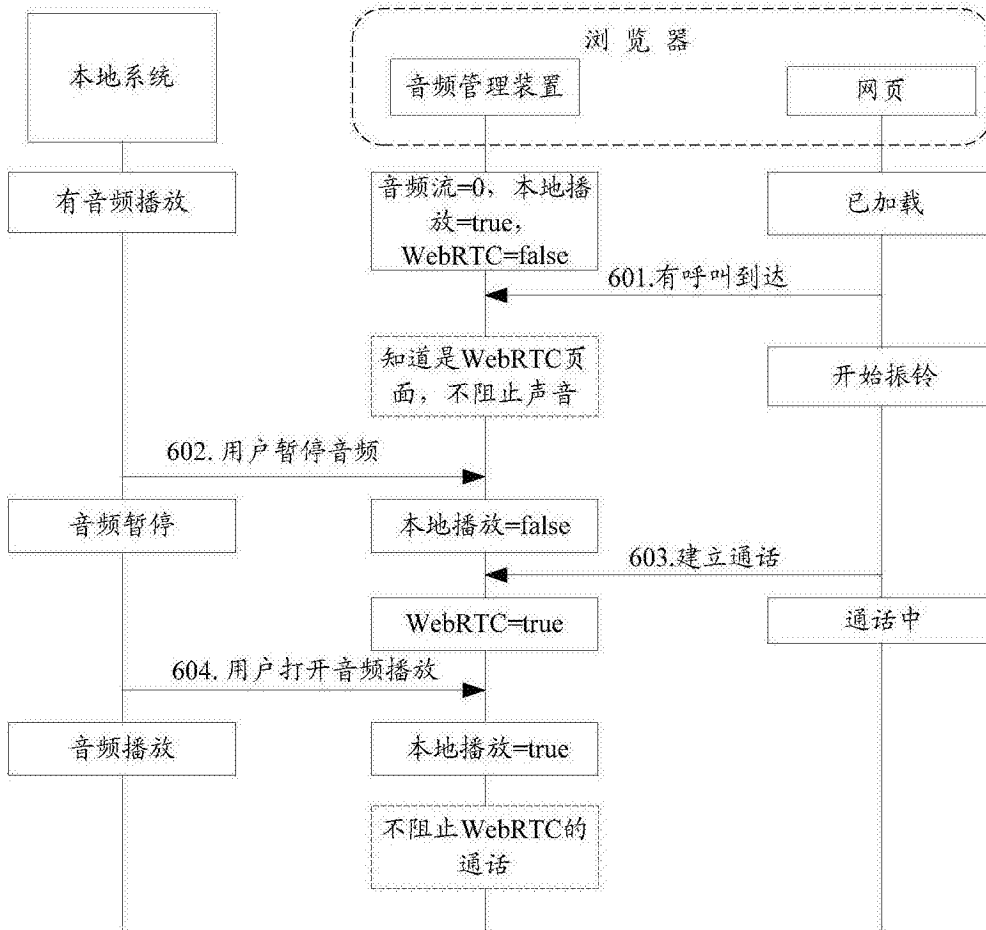 浏 览 器
本地系统
音频管理装置
网页
有音频播放
音频流=0，本地播
放=true，
WebRTC=false
已加载
601.有呼叫到达
知道是WebRTC页
面，不阻止声音
开始振铃
602. 用户暂停音频
音频暂停
本地播放=false
603.建立通话
WebRTC=true
通话中
604. 用户打开音频播放
音频播放
本地播放=true
不阻止WebRTC的
通话